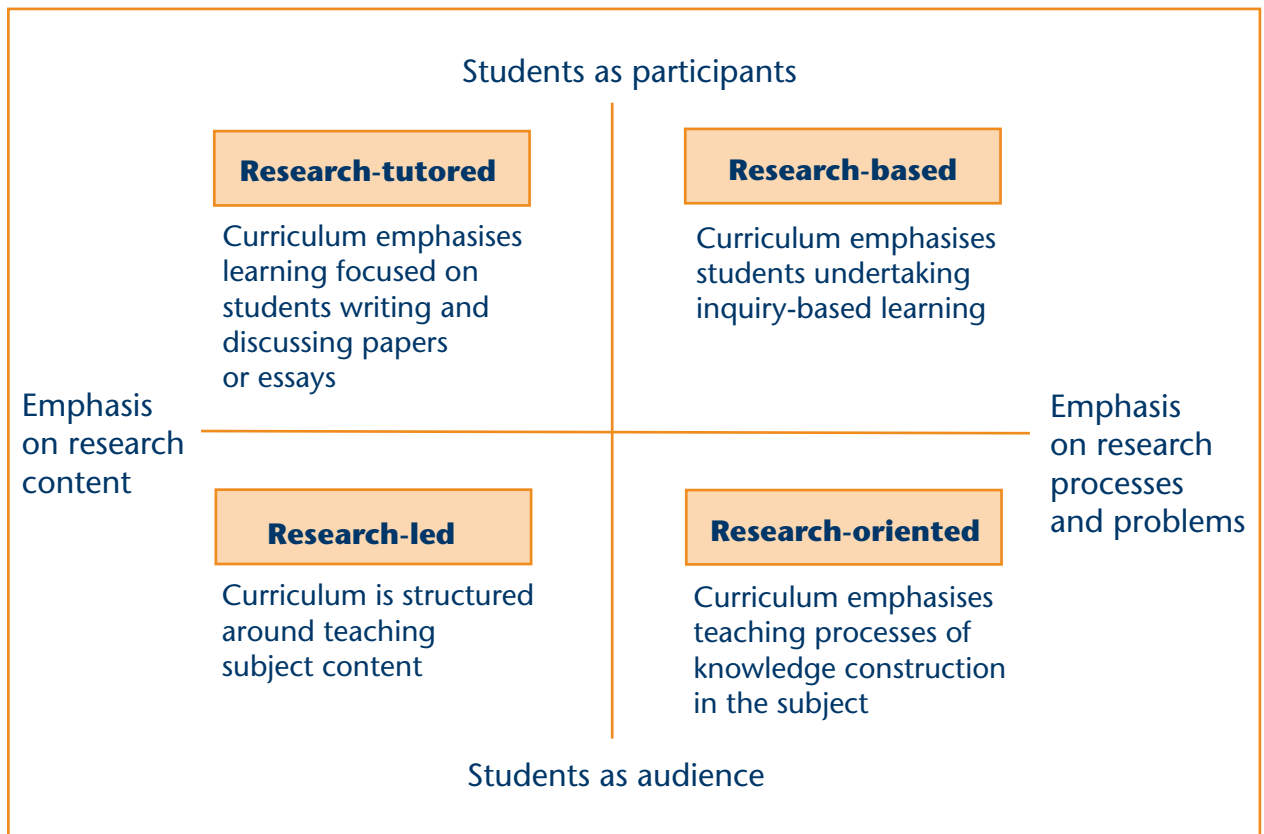 Students as participants
Research-tutored
Curriculum emphasises
learning focused on
students writing and
discussing papers
or essays
Research-based
Curriculum emphasises
students undertaking
inquiry-based learning
Emphasis
on research
content
Emphasis
on research
processes
and problems
Research-led
Curriculum is structured
around teaching
subject content
Research-oriented
Curriculum emphasises
teaching processes of
knowledge construction
in the subject
Students as audience